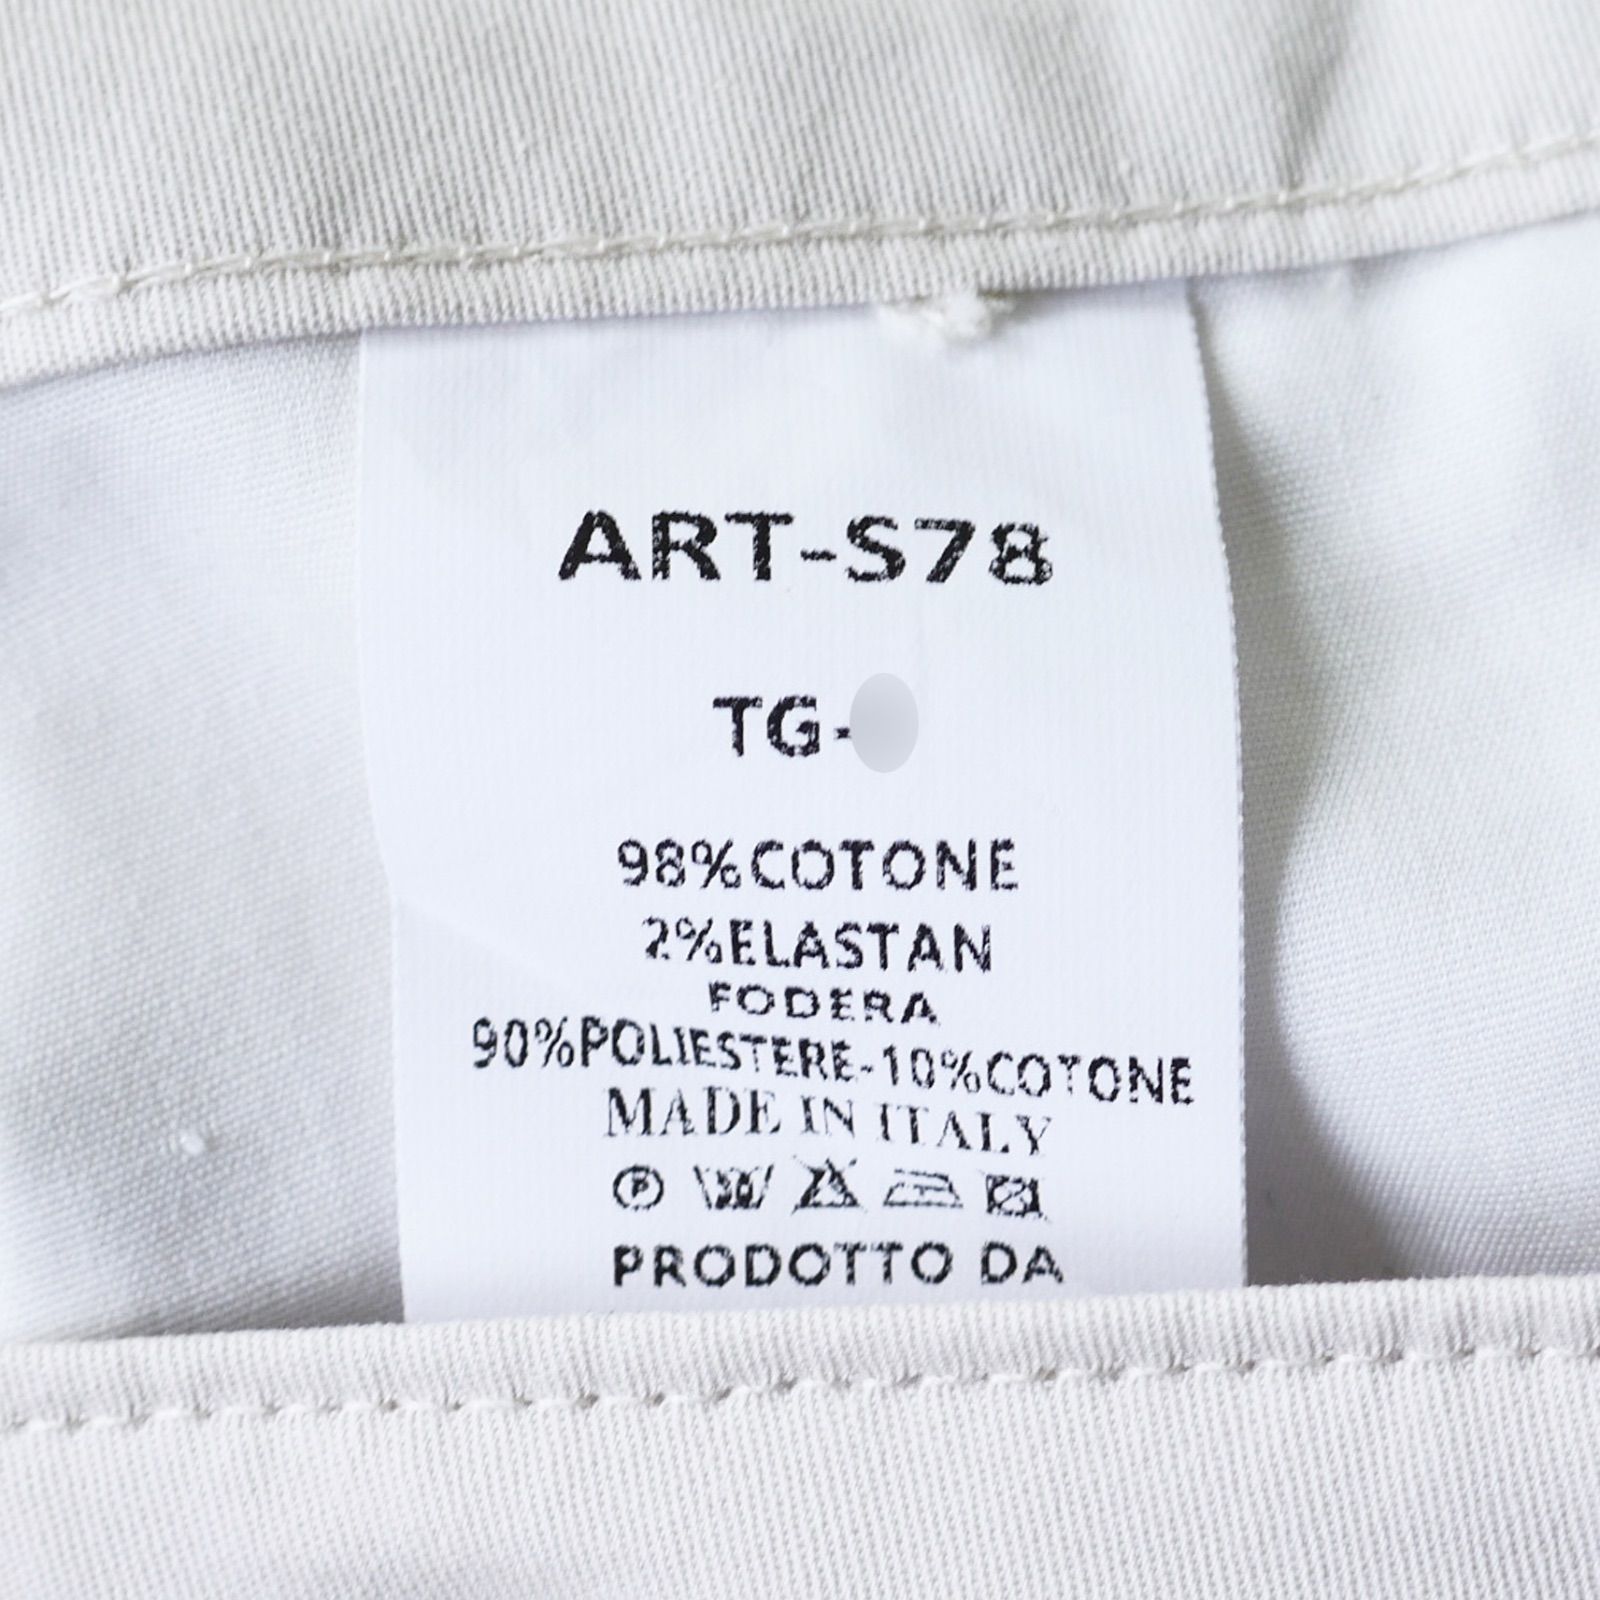 ART-S78
TG-
98%COTONE
2%ELASTAN
FODERA
90%POLIESTERE-10%COTONE
MADE IN ITALY
P
PRODOTTO DA